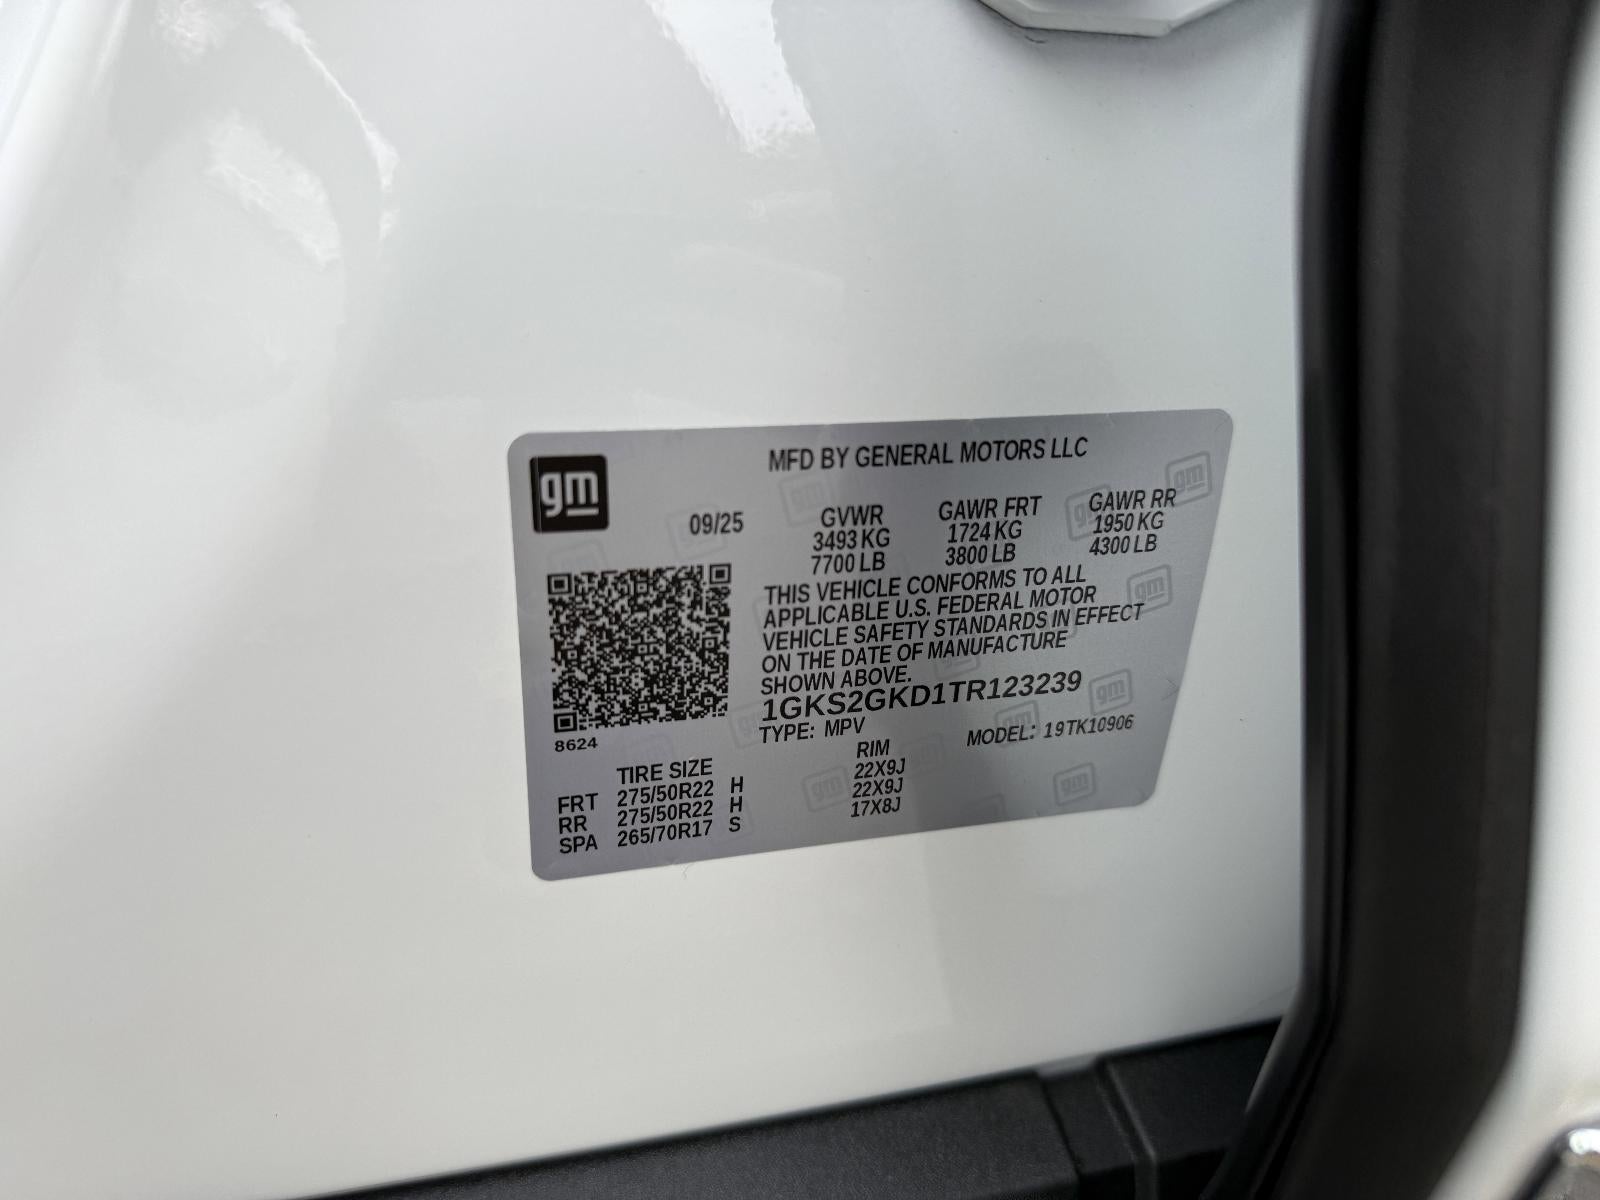 gm
MFD BY GENERAL MOTORS LLC
09/25
GVWR GAWR FRT GAWR RR
3493 KG 1724 KG 1950 KG
7700 LB 3800 LB 4300 LB
THIS VEHICLE CONFORMS TO ALL
APPLICABLE U.S. FEDERAL MOTOR
VEHICLE SAFETY STANDARDS IN EFFECT
ON THE DATE OF MANUFACTURE
SHOWN ABOVE.
1GKS2GKD1TR123239
TYPE: MPV MODEL: 19TK10906
8624
TIRE SIZE RIM
FRT 275/50R22 H 22X9J
RR 275/50R22 H 22X9J
SPA 265/70R17 S 17X8J